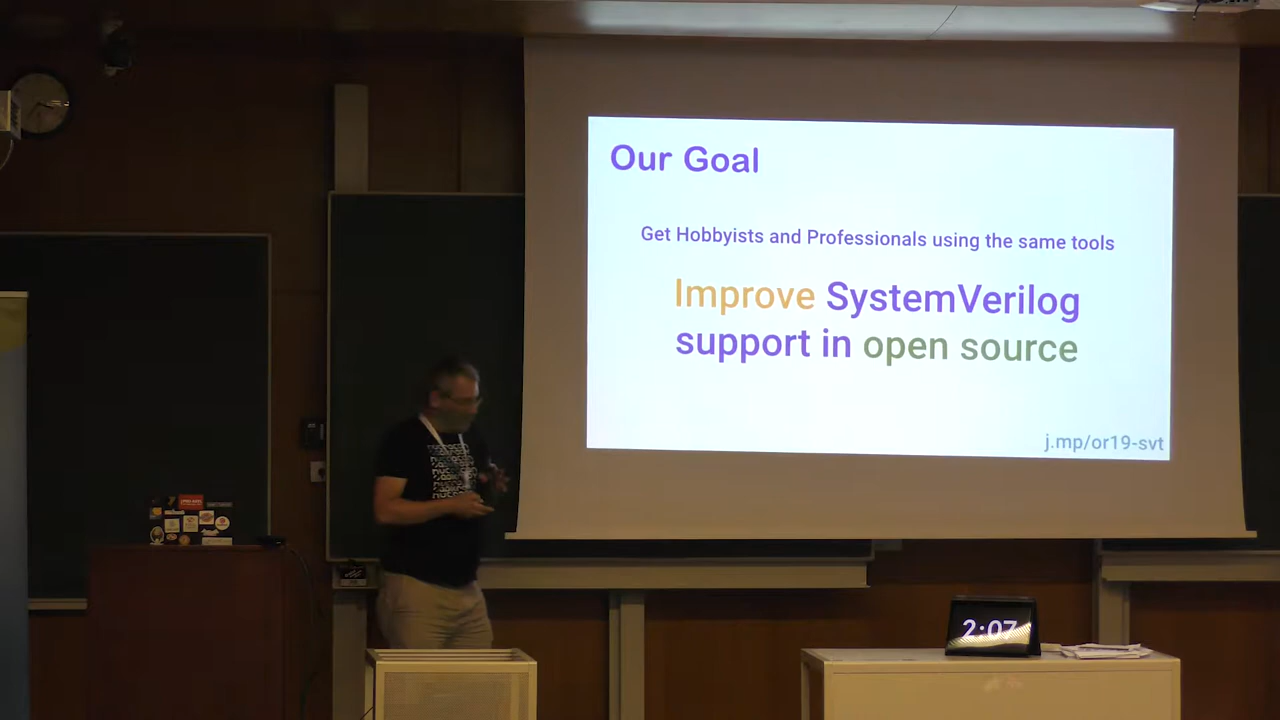 Our Goal
Get Hobbyists and Professionals using the same tools
Improve SystemVerilog
support in open source
j.mp/or19-svt
2:07